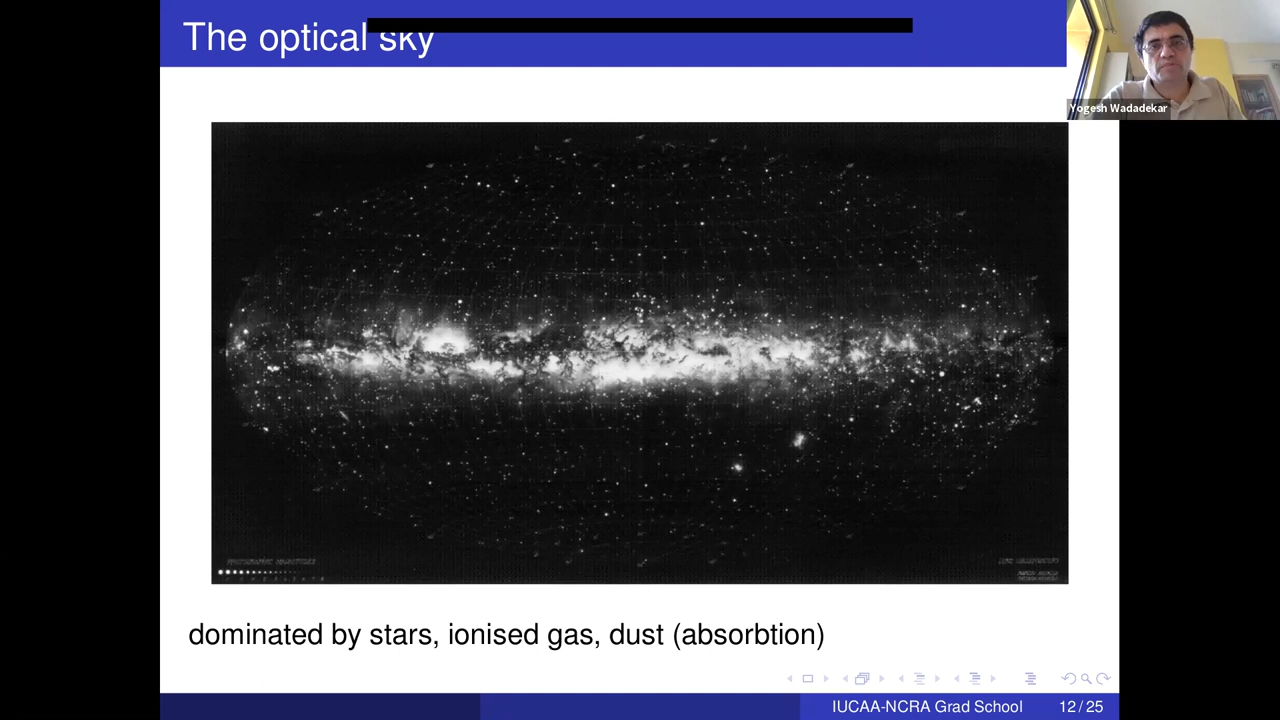 The optical sky
Yogesh Wadadekar
dominated by stars, ionised gas, dust (absorbtion)
IUCAA-NCRA Grad School 12 / 25